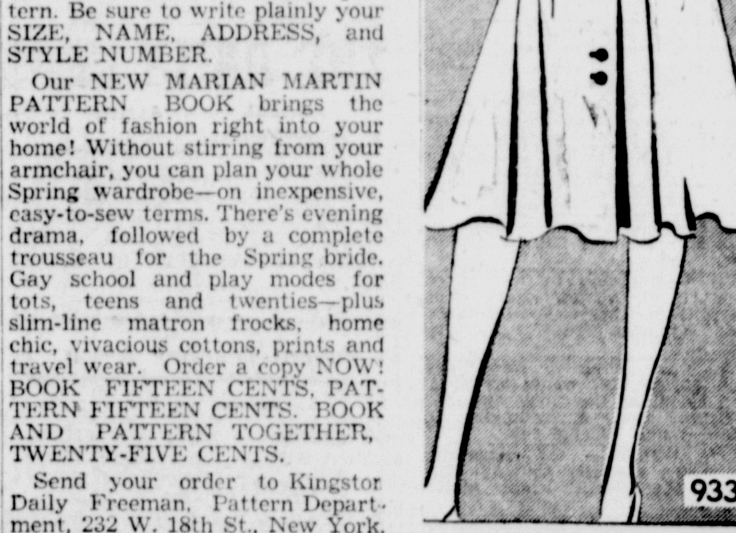 tern. Be sure to write plainly your
SIZE, NAME, ADDRESS, and
STYLE NUMBER.
Our NEW MARIAN MARTIN
PATTERN BOOK brings the
world of fashion right into your
home! Without stirring from your
armchair, you can plan your whole
Spring wardrobe—on inexpensive,
easy-to-sew terms. There's evening
drama, followed by a complete
trousseau for the Spring bride.
Gay school and play modes for
tots, teens and twenties—plus
slim-line matron frocks, home
chic, vivacious cottons, prints and
travel wear. Order a copy NOW!
BOOK FIFTEEN CENTS, PAT-
TERN FIFTEEN CENTS. BOOK
AND PATTERN TOGETHER,
TWENTY-FIVE CENTS.
Send your order to Kingston
Daily Freeman, Pattern Depart-
ment, 232 W. 18th St., New York,
933